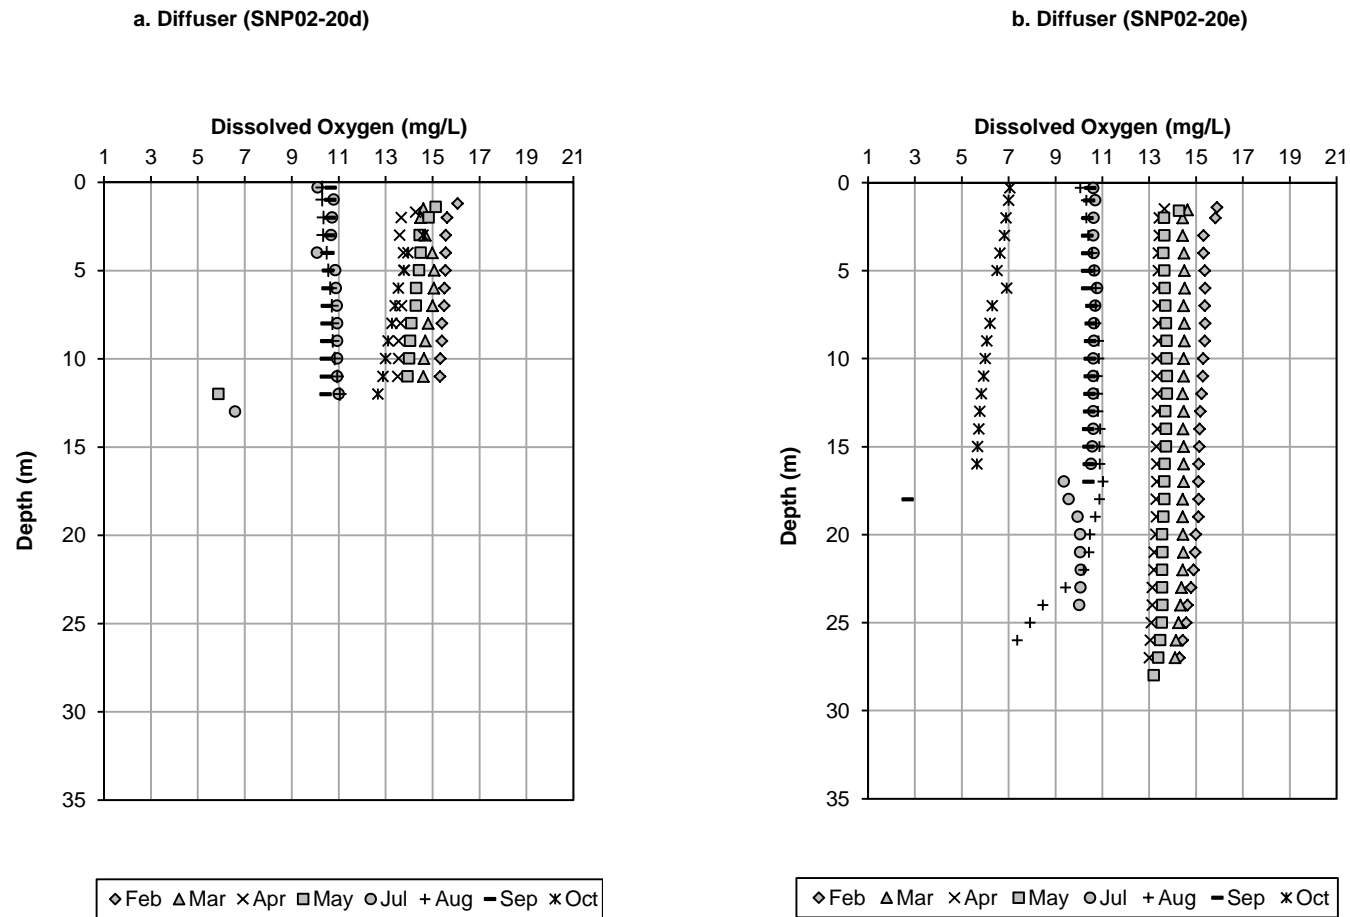 a. Diffuser (SNP02-20d)
b. Diffuser (SNP02-20e)
Dissolved Oxygen (mg/L)
1 3 5 7 9 11 13 15 17 19 21
0
5
10
15
20
25
30
35
Depth (m)
Feb Mar Apr May Jul Aug Sep Oct
Dissolved Oxygen (mg/L)
1 3 5 7 9 11 13 15 17 19 21
0
5
10
15
20
25
30
35
Depth (m)
Feb Mar Apr May Jul Aug Sep Oct